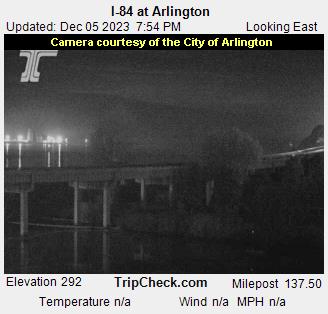 I-84 at Arlington
Updated: Dec 05 2023 7:54 PM Looking East
Camera courtesy of the City of Arlington
Elevation 292 TripCheck.com Milepost 137.50
Temperature n/a Wind n/a MPH n/a